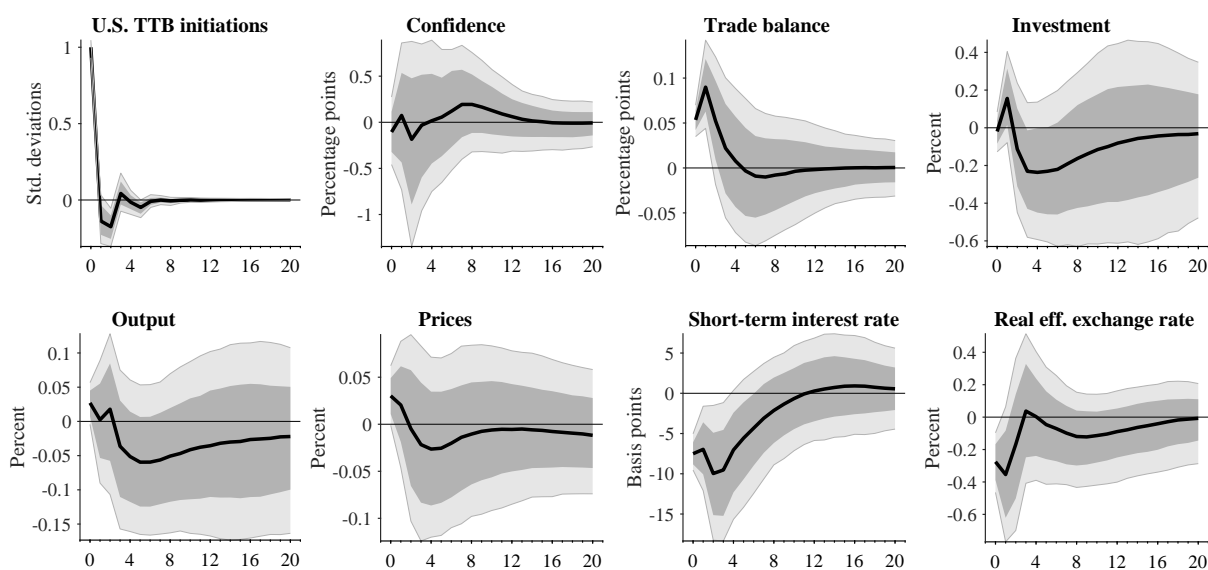 U.S. TTB initiations
Confidence
Trade balance
Investment
Std. deviations
1
0.5
0
0 4 8 12 16 20
Percentage points
0.5
0
-0.5
-1
0 4 8 12 16 20
Percentage points
0.1
0.05
0
-0.05
0 4 8 12 16 20
Percent
0.4
0.2
0
-0.2
-0.4
-0.6
0 4 8 12 16 20
Output
Prices
Short-term interest rate
Real eff. exchange rate
Percent
0.1
0.05
0
-0.05
-0.1
-0.15
0 4 8 12 16 20
Percent
0.05
0
-0.05
-0.1
0 4 8 12 16 20
Basis points
5
0
-5
-10
-15
0 4 8 12 16 20
Percent
0.4
0.2
0
-0.2
-0.4
-0.6
0 4 8 12 16 20